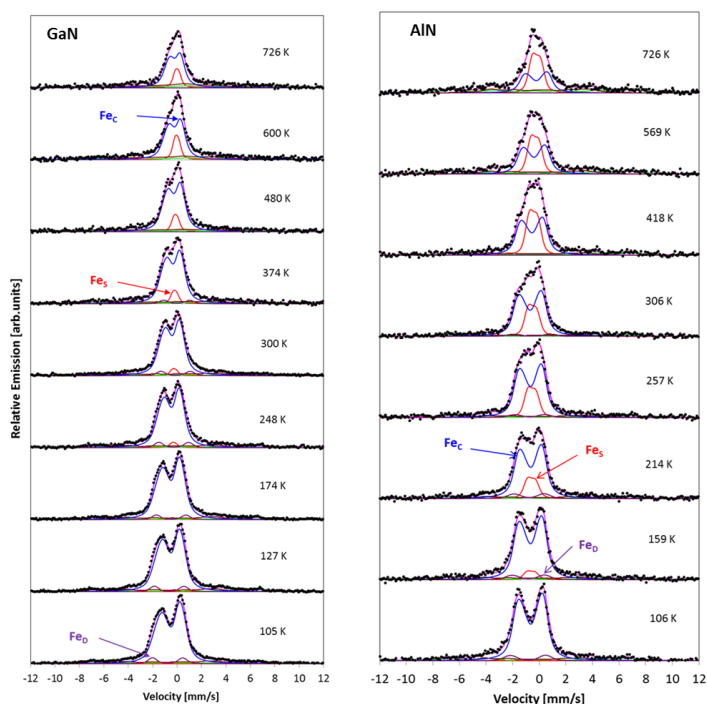 GaN
726 K
Fe_C
600 K
480 K
Fe_S
374 K
300 K
248 K
174 K
127 K
Fe_D
105 K
-12 -10 -8 -6 -4 -2 0 2 4 6 8 10 12
Velocity [mm/s]
Relative Emission [arb.units]
AlN
726 K
569 K
418 K
306 K
257 K
Fe_C
Fe_S
214 K
Fe_D
159 K
106 K
-12 -10 -8 -6 -4 -2 0 2 4 6 8 10 12
Velocity [mm/s]